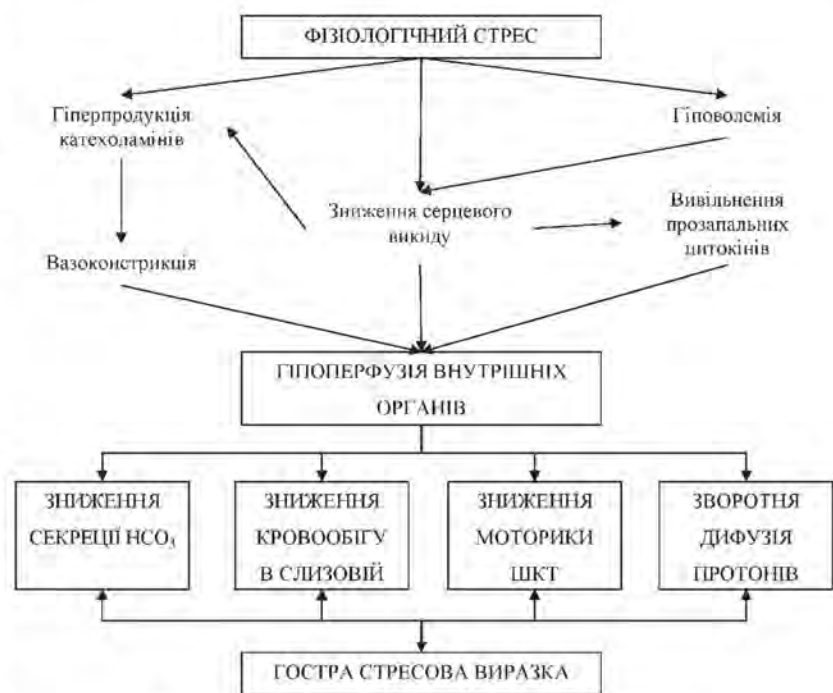 ФІЗІОЛОГІЧНИЙ СТРЕС
Гіперпродукція
катехоламінів
Гіповолемія
Зниження серцевого
викиду
Вивільнення
прозапальних
цитокінів
Вазоконстрикція
ГІПОПЕРФУЗІЯ ВНУТРІШНІХ
ОРГАНІВ
ЗНИЖЕННЯ
СЕКРЕЦІЇ HCO₃
ЗНИЖЕННЯ
КРОВООБІГУ
В СЛИЗОВІЙ
ЗНИЖЕННЯ
МОТОРИКИ
ШКТ
ЗВОРОТНЯ
ДИФУЗІЯ
ПРОТОНІВ
ГОСТРА СТРЕСОВА ВИРАЗКА